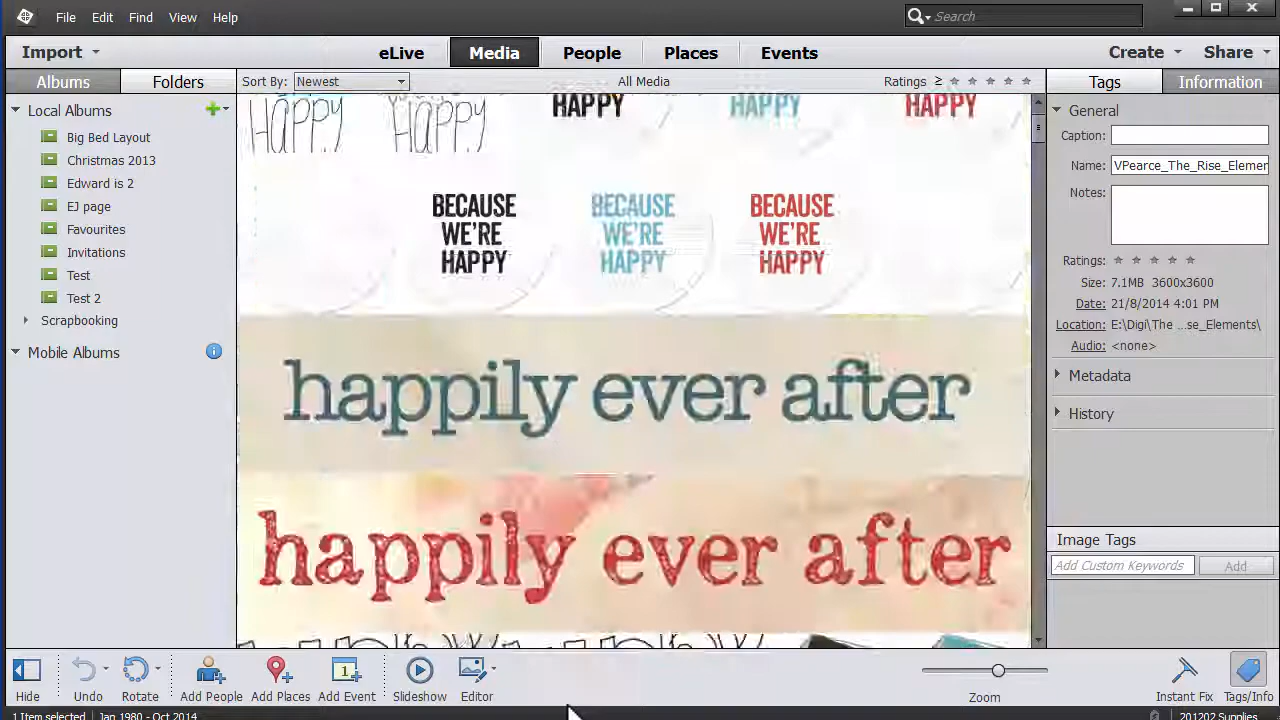 File Edit Find View Help
Search
Import
eLive Media People Places Events
Create Share
Albums Folders
Sort By: Newest
All Media
Ratings ≥
Tags Information
Local Albums
Big Bed Layout
Christmas 2013
Edward is 2
EJ page
Favourites
Invitations
Test
Test 2
Scrapbooking
Mobile Albums
HAPPY HAPPY HAPPY HAPPY HAPPY
BECAUSE
WE'RE
HAPPY
BECAUSE
WE'RE
HAPPY
BECAUSE
WE'RE
HAPPY
happily ever after
happily ever after
General
Caption:
Name: VPearce_The_Rise_Elemen
Notes:
Ratings:
Size: 7.1MB 3600x3600
Date: 21/8/2014 4:01 PM
Location: E:\Digi\The ...se_Elements\
Audio: <none>
Metadata
History
Image Tags
Add Custom Keywords Add
Hide Undo Rotate Add People Add Places Add Event Slideshow Editor Zoom Instant Fix Tags/Info
1 Item selected Jan 1980 - Oct 2014 201202 Supplies